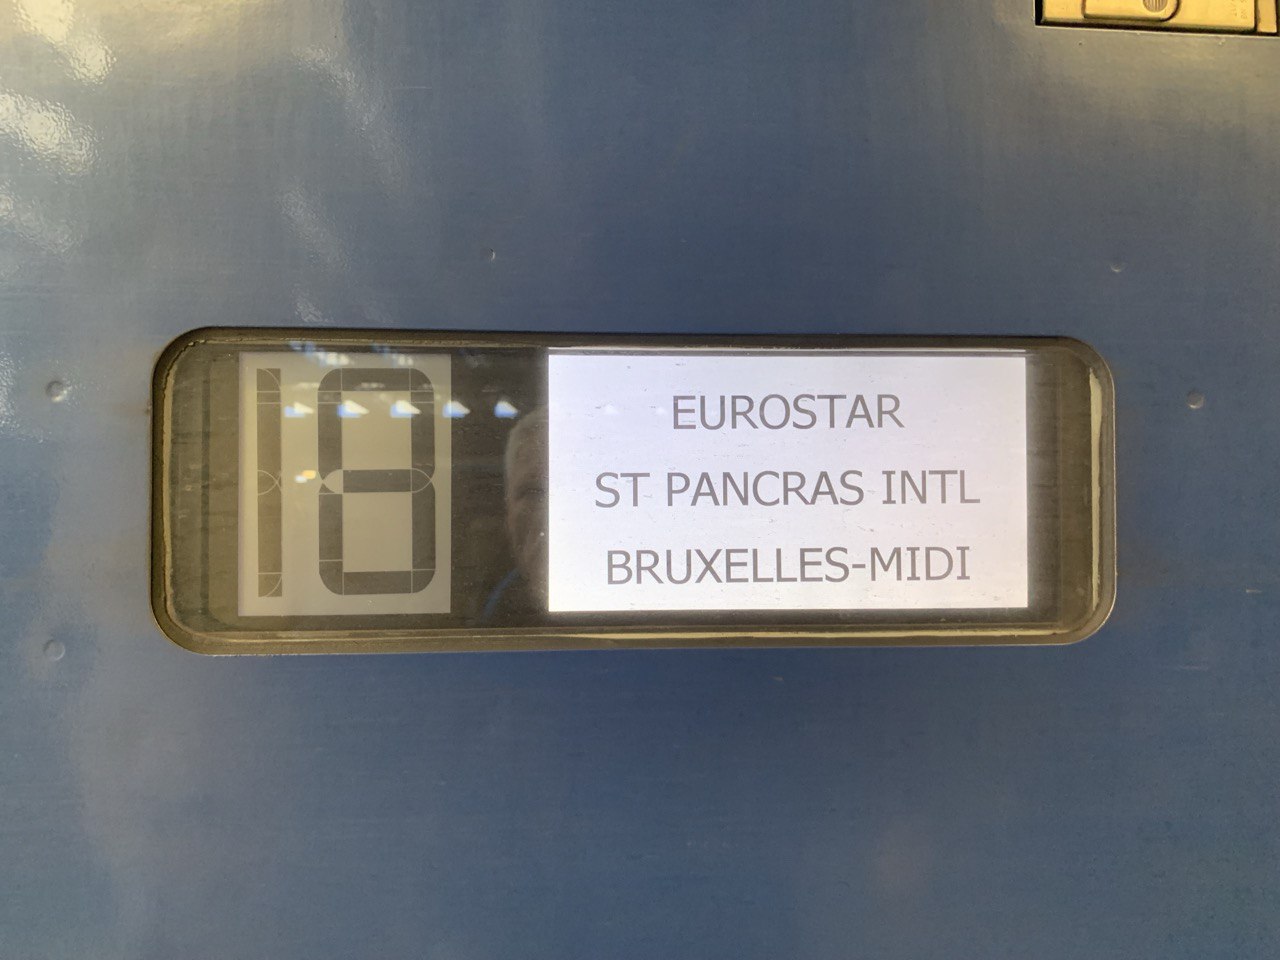 18
EUROSTAR
ST PANCRAS INTL
BRUXELLES-MIDI